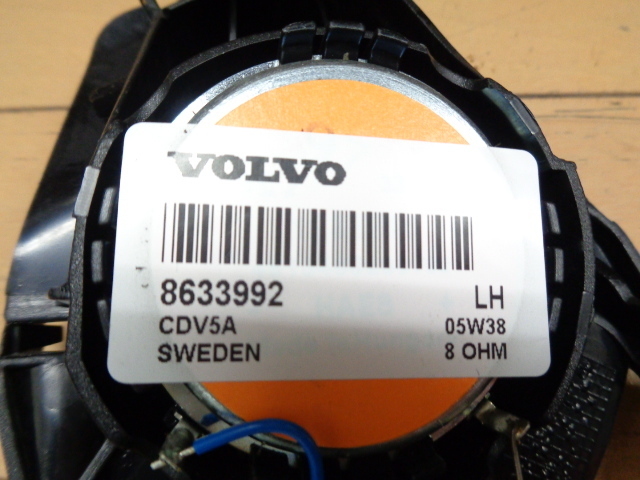 VOLVO
8633992 LH
CDV5A 05W38
SWEDEN 8 OHM